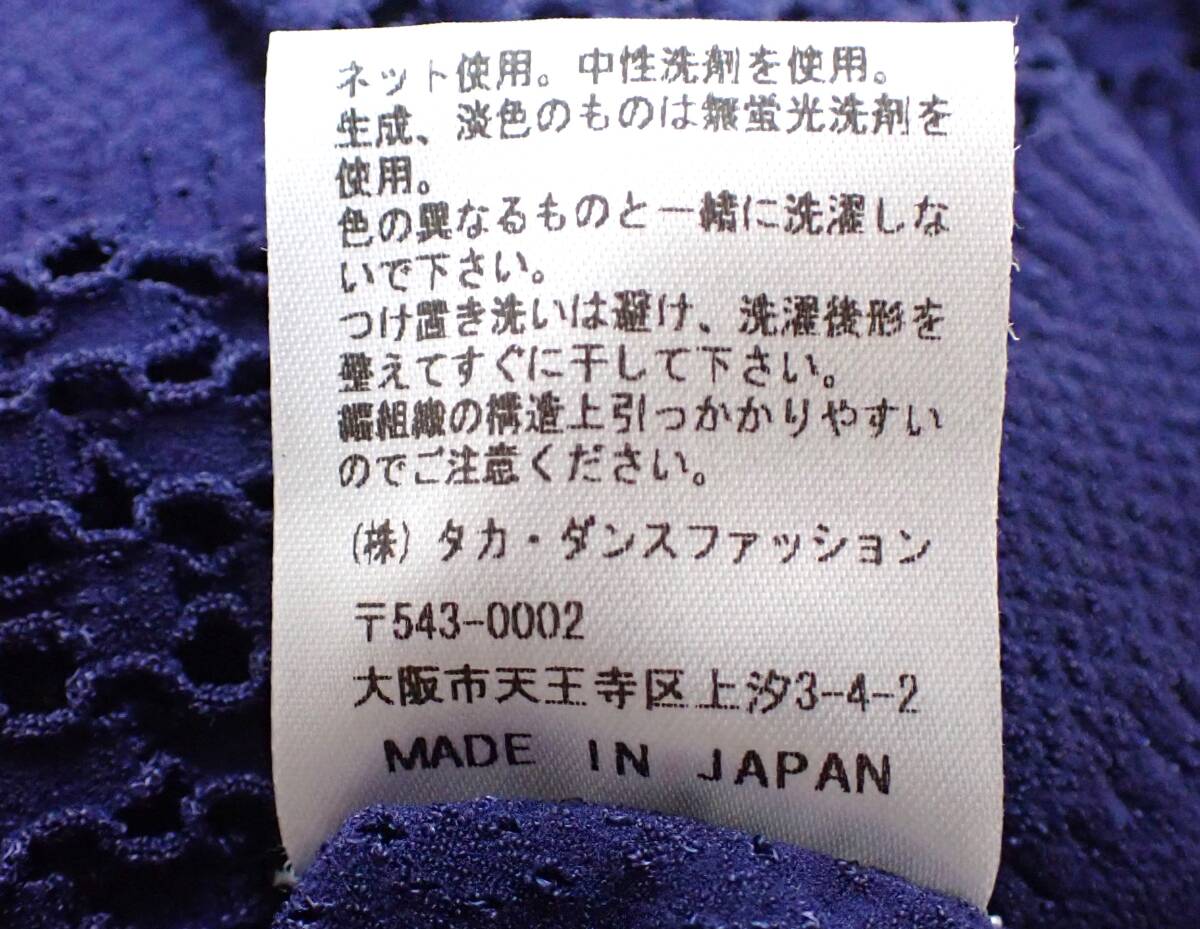 ネット使用。中性洗剤を使用。
生成、淡色のものは無蛍光洗剤を
使用。
色の異なるものと一緒に洗濯しな
いで下さい。
つけ置き洗いは避け、洗濯後形を
整えてすぐに干して下さい。
編組織の構造上引っかかりやすい
のでご注意ください。
(株)タカ・ダンスファッション
〒543-0002
大阪市天王寺区上汐3-4-2
MADE IN JAPAN